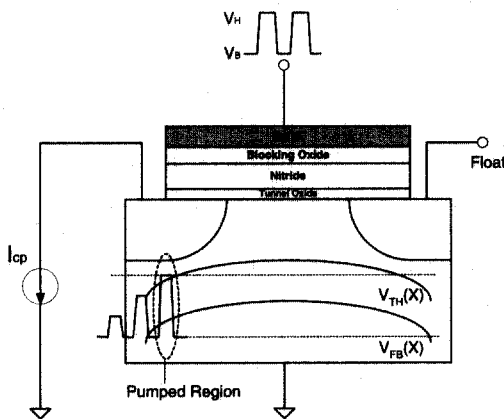 VH
VB
Blocking Oxide
Nitride
Tunnel Oxide
Float
Icp
VTH(X)
VFB(X)
Pumped Region